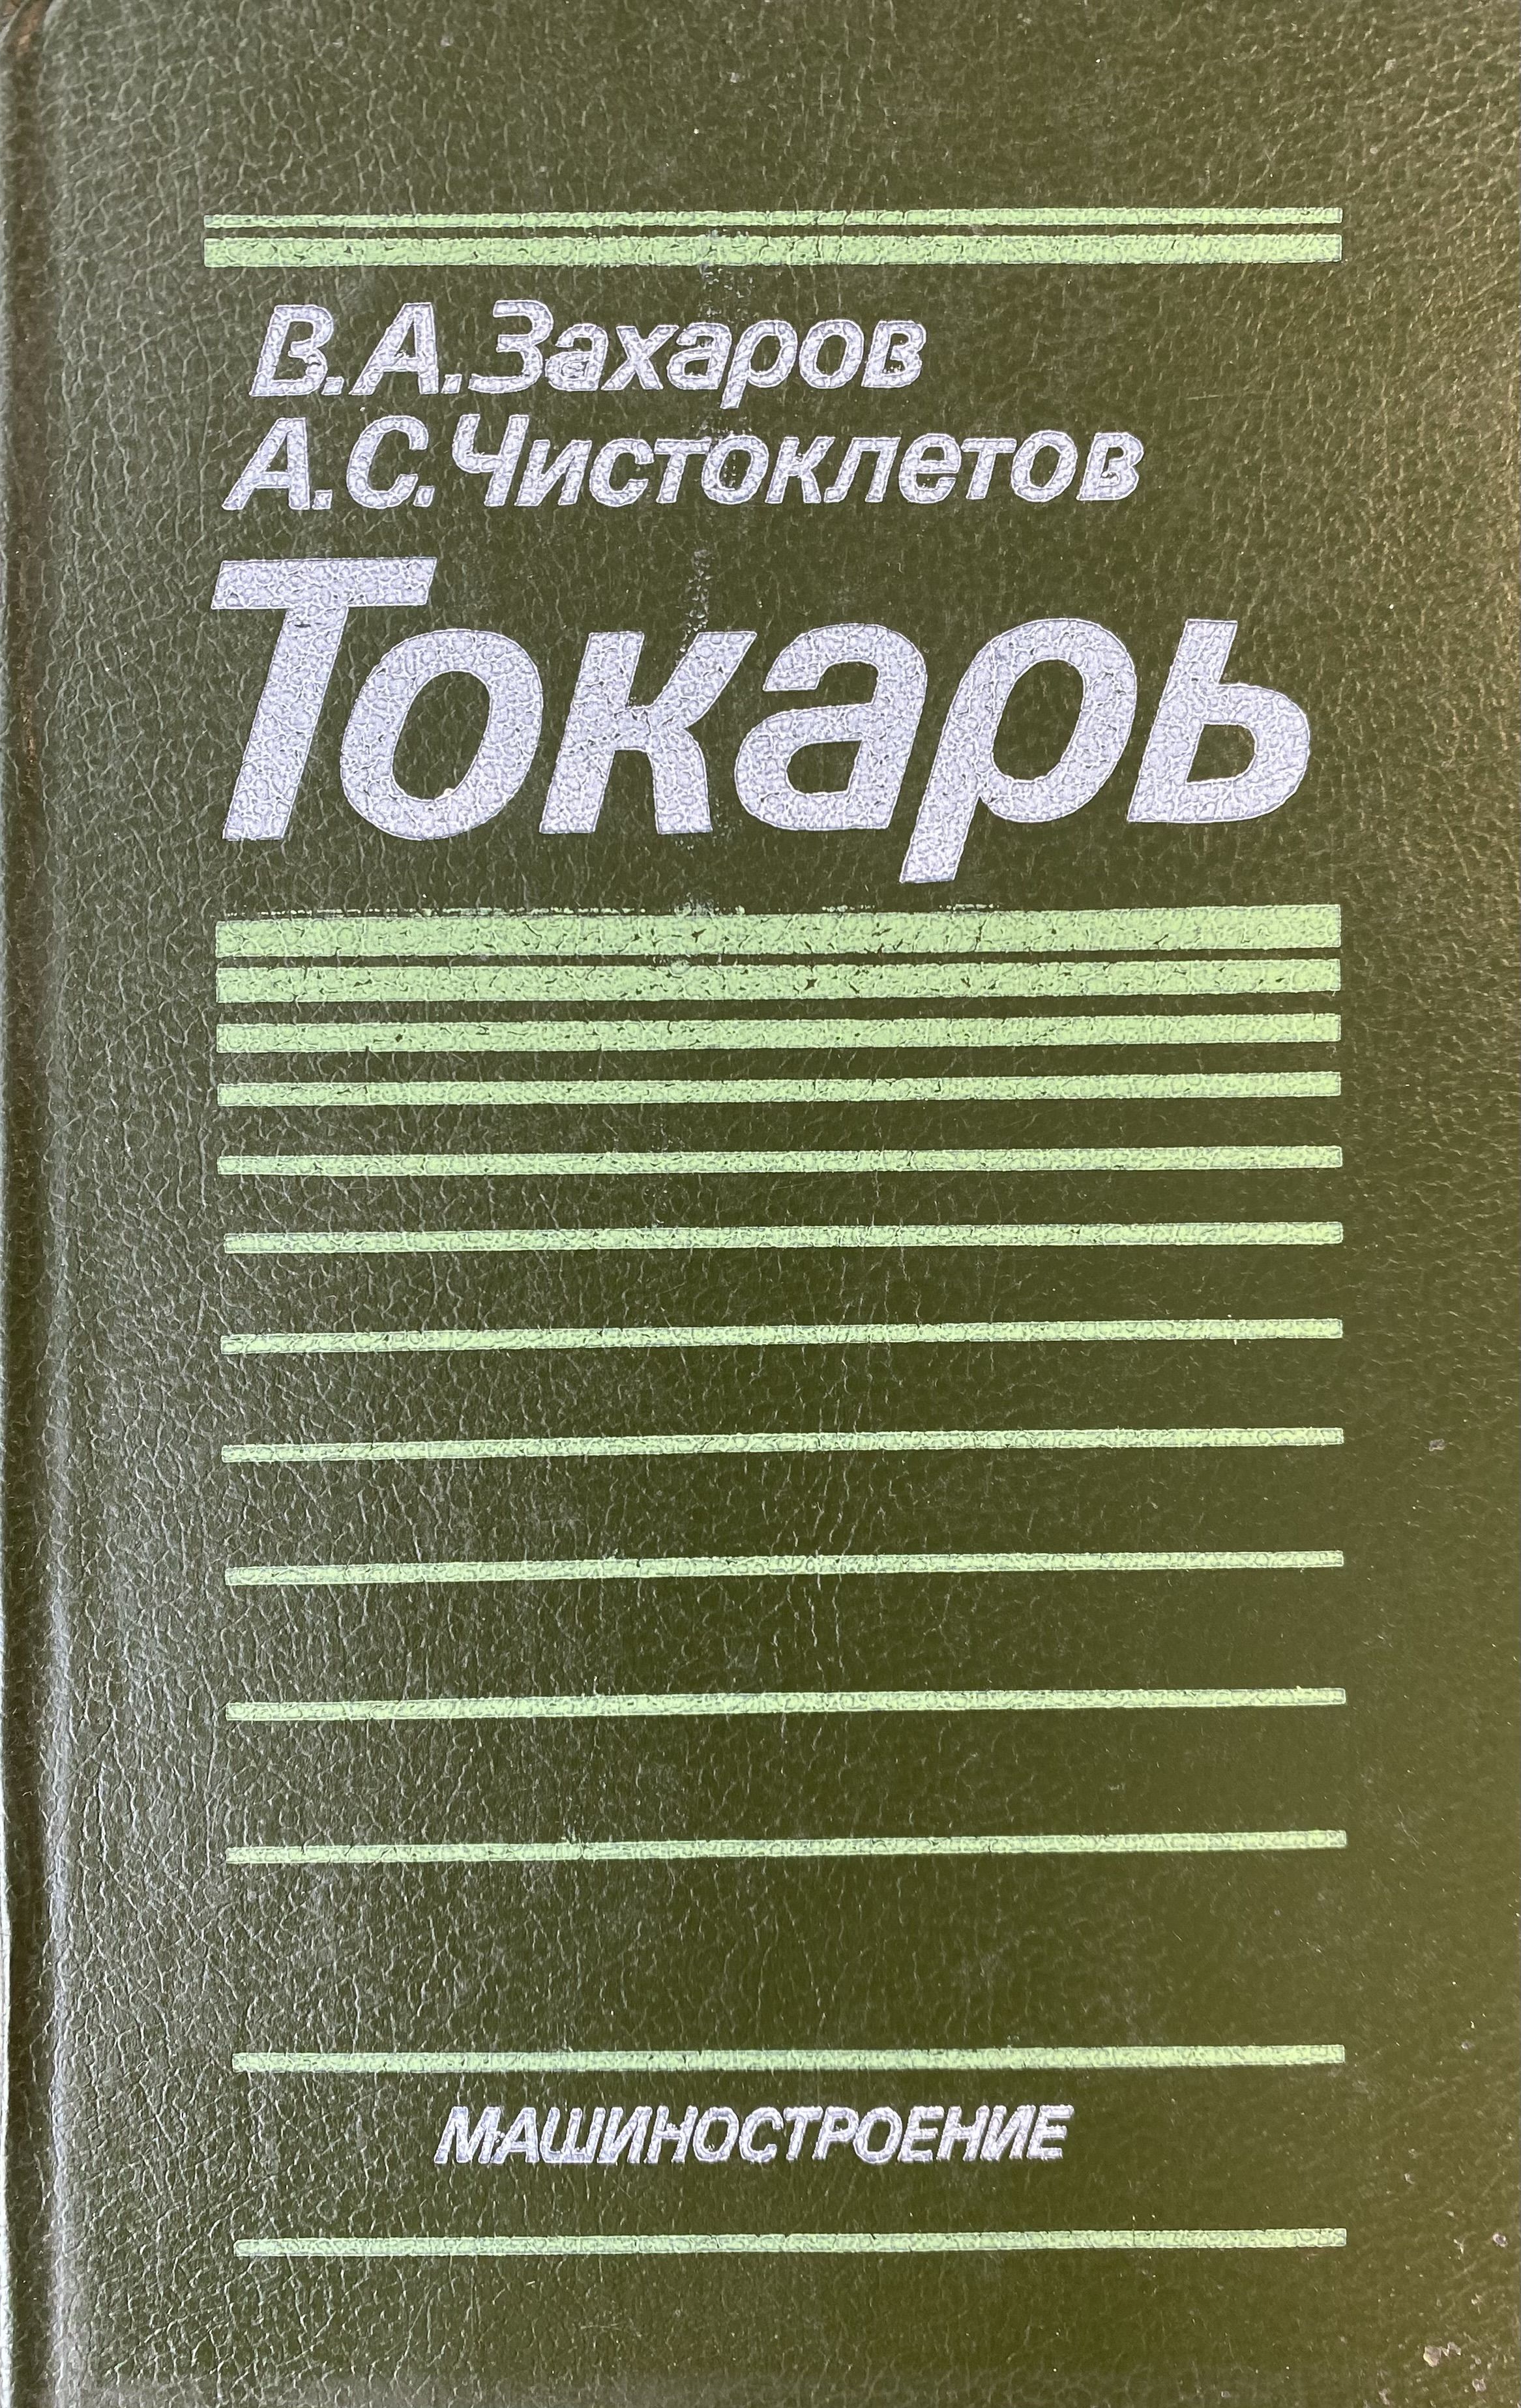 В.А.Захаров
А.С.Чистоклетов
Токарь
МАШИНОСТРОЕНИЕ